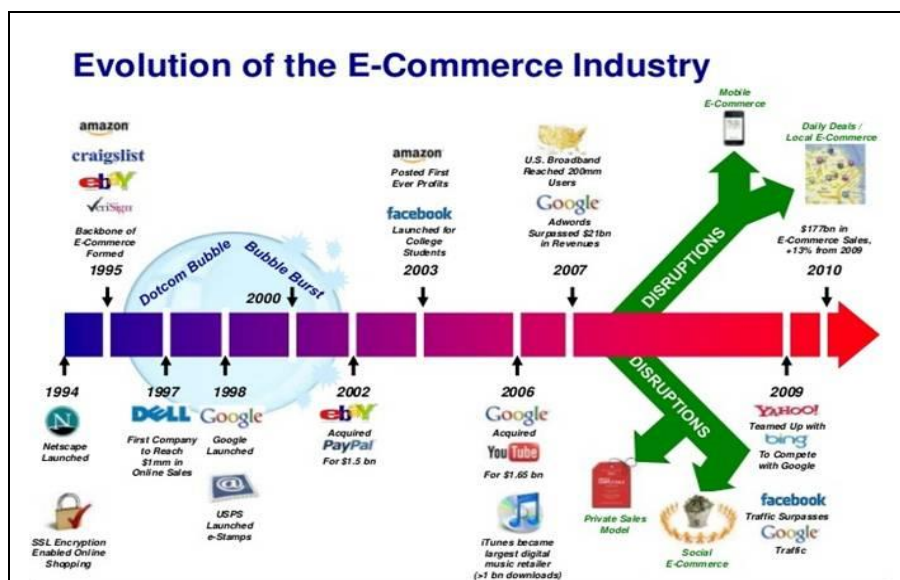 Evolution of the E-Commerce Industry
amazon
craigslist
ebaY
VeriSign
Backbone of
E-Commerce
Formed
1995
Dotcom Bubble
Bubble Burst
2000
amazon
Posted First
Ever Profits
facebook
Launched for
College
Students
2003
U.S. Broadband
Reached 200mm
Users
Google
Adwords
Surpassed $21bn
in Revenues
2007
Mobile
E-Commerce
Daily Deals /
Local E-Commerce
$177bn in
E-Commerce Sales,
+13% from 2009
2010
DISRUPTIONS
DISRUPTIONS
1994
N
Netscape
Launched
SSL Encryption
Enabled Online
Shopping
1997
DELL
First Company
to Reach
$1mm in
Online Sales
1998
Google
Google
Launched
@
USPS
Launched
e-Stamps
2002
ebaY
Acquired
PayPal
For $1.5 bn
2006
Google
Acquired
YouTube
For $1.65 bn
iTunes became
largest digital
music retailer
(>1 bn downloads)
Private Sales
Model
Social
E-Commerce
2009
YAHOO!
Teamed Up with
bing
To Compete
with Google
facebook
Traffic Surpasses
Google
Traffic